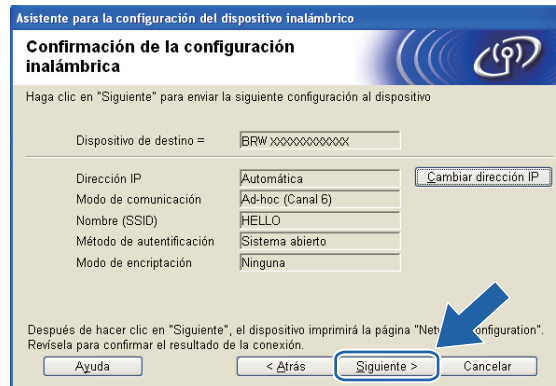 Asistente para la configuración del dispositivo inalámbrico
Confirmación de la configuración
inalámbrica
Haga clic en "Siguiente" para enviar la siguiente configuración al dispositivo
Dispositivo de destino = BRW XXXXXXXXXXXX
Dirección IP Automática Cambiar dirección IP
Modo de comunicación Ad-hoc (Canal 6)
Nombre (SSID) HELLO
Método de autentificación Sistema abierto
Modo de encriptación Ninguna
Después de hacer clic en "Siguiente", el dispositivo imprimirá la página "Net onfiguration".
Revísela para confirmar el resultado de la conexión.
Ayuda < Atrás Siguiente > Cancelar